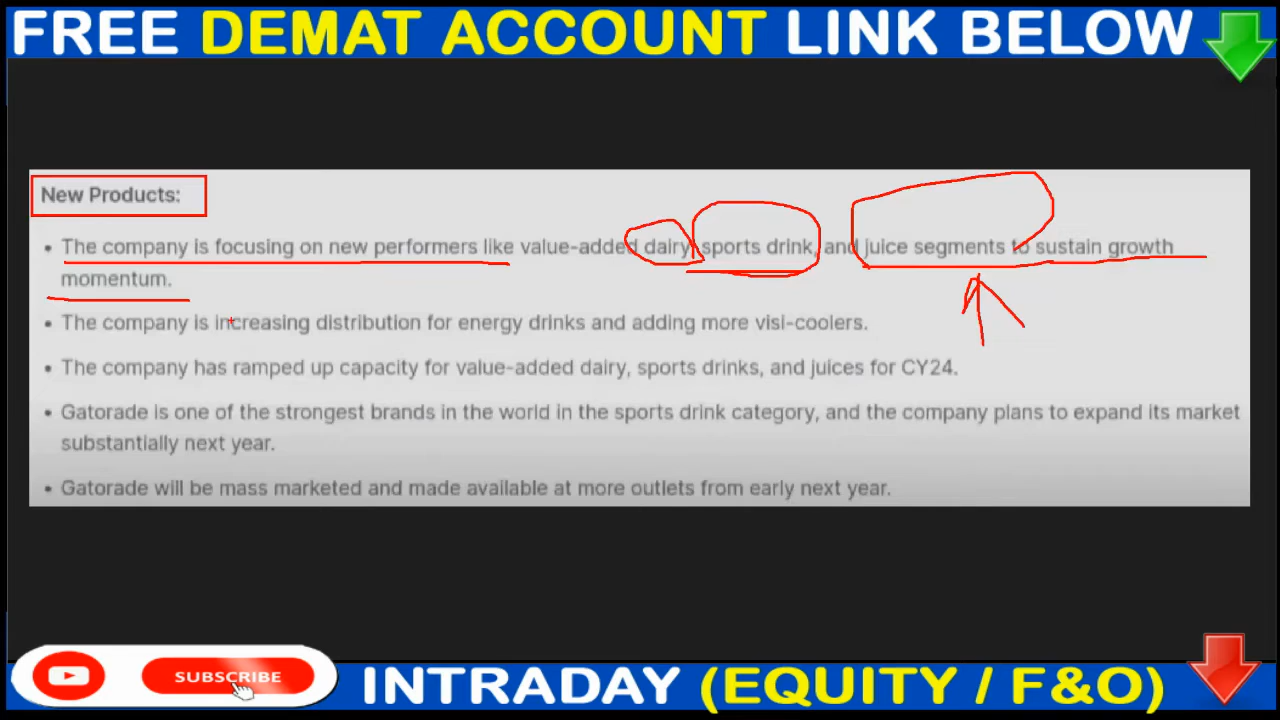 FREE DEMAT ACCOUNT LINK BELOW
New Products:
• The company is focusing on new performers like value-added dairy, sports drink, and juice segments to sustain growth
momentum.
• The company is increasing distribution for energy drinks and adding more visi-coolers.
• The company has ramped up capacity for value-added dairy, sports drinks, and juices for CY24.
• Gatorade is one of the strongest brands in the world in the sports drink category, and the company plans to expand its market
substantially next year.
• Gatorade will be mass marketed and made available at more outlets from early next year.
SUBSCRIBE
INTRADAY (EQUITY / F&O)